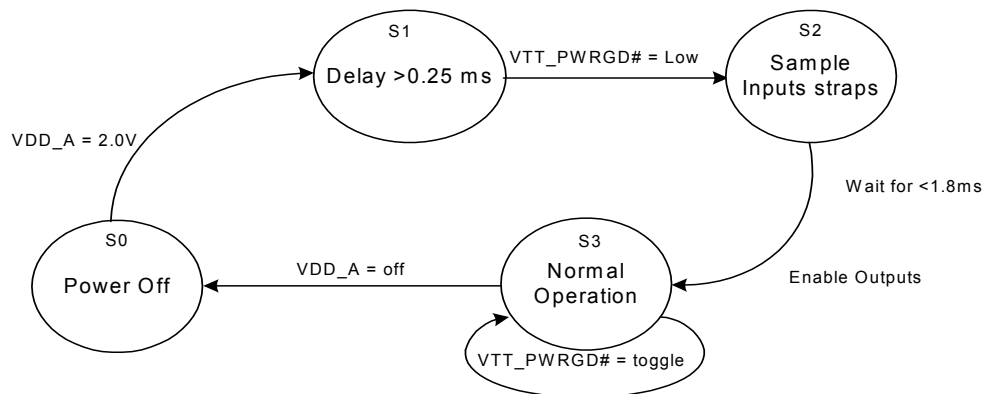 S1
Delay >0.25 ms
VTT_PWRGD# = Low
S2
Sample
Inputs straps
VDD_A = 2.0V
Wait for <1.8ms
S0
Power Off
VDD_A = off
S3
Normal
Operation
Enable Outputs
VTT_PWRGD# = toggle